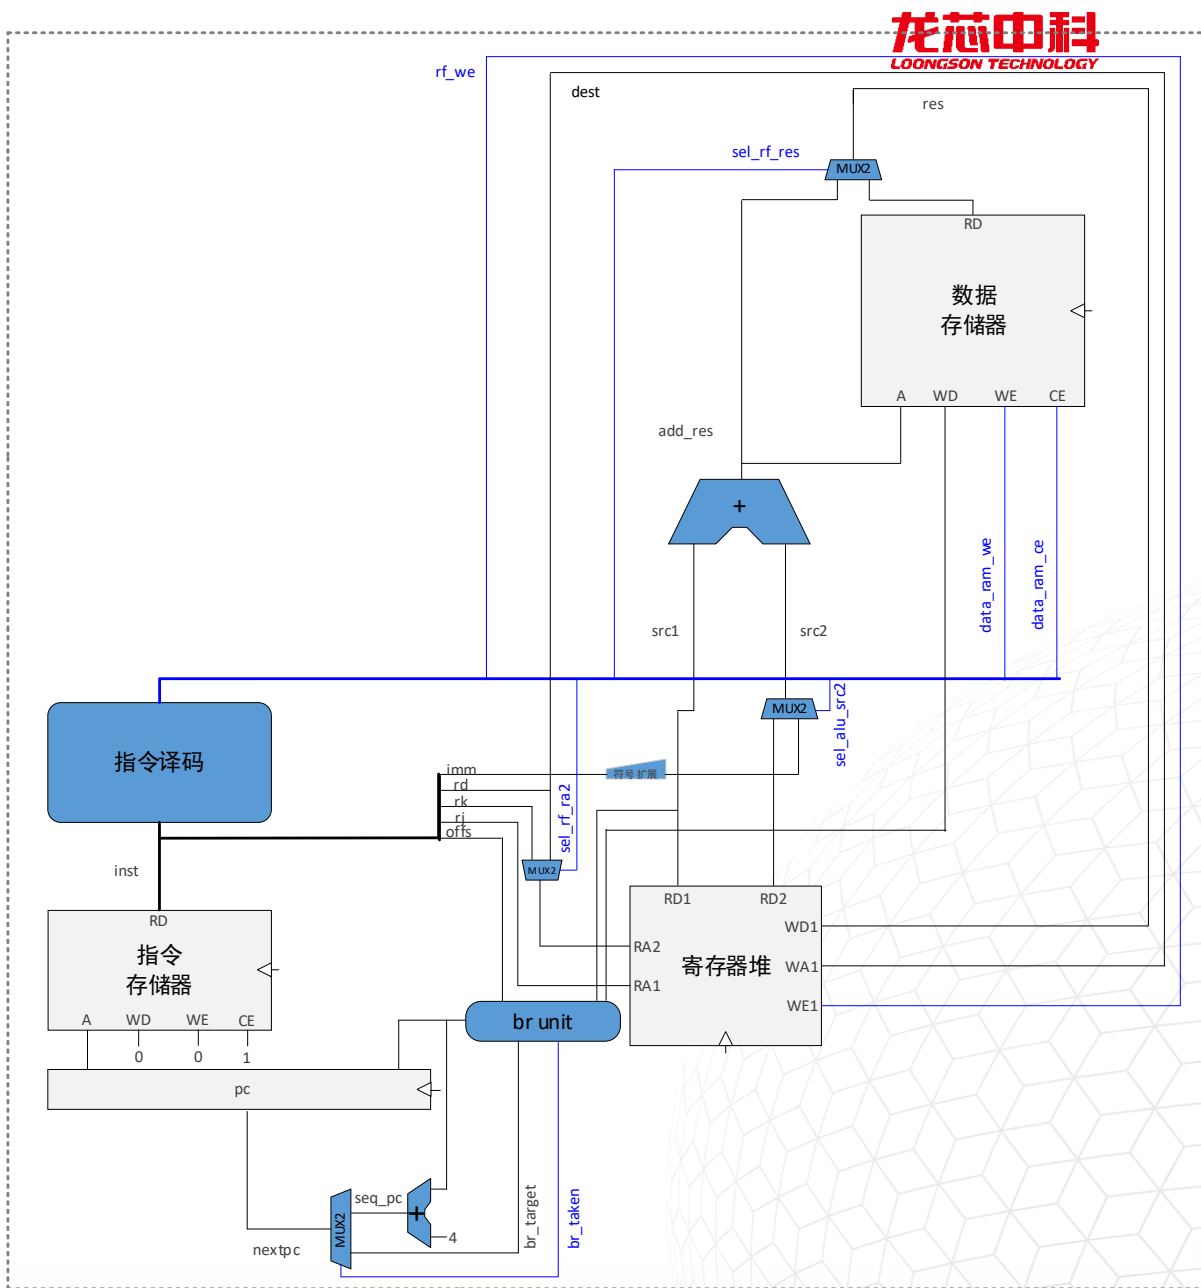 龙芯中科
LOONGSON TECHNOLOGY
rf_we
dest
res
sel_rf_res
MUX2
RD
数据
存储器
A WD WE CE
add_res
+
data_ram_we
data_ram_ce
src1
src2
MUX2
sel_alu_src2
指令译码
imm
符号扩展
rd
rk
rj
offs
sel_rf_ra2
MUX2
inst
RD
指令
存储器
A WD WE CE
0 0 1
RD1 RD2
WD1
RA2
寄存器堆
WA1
RA1
WE1
br unit
pc
seq_pc
+
4
MUX2
nextpc
br_target
br_taken